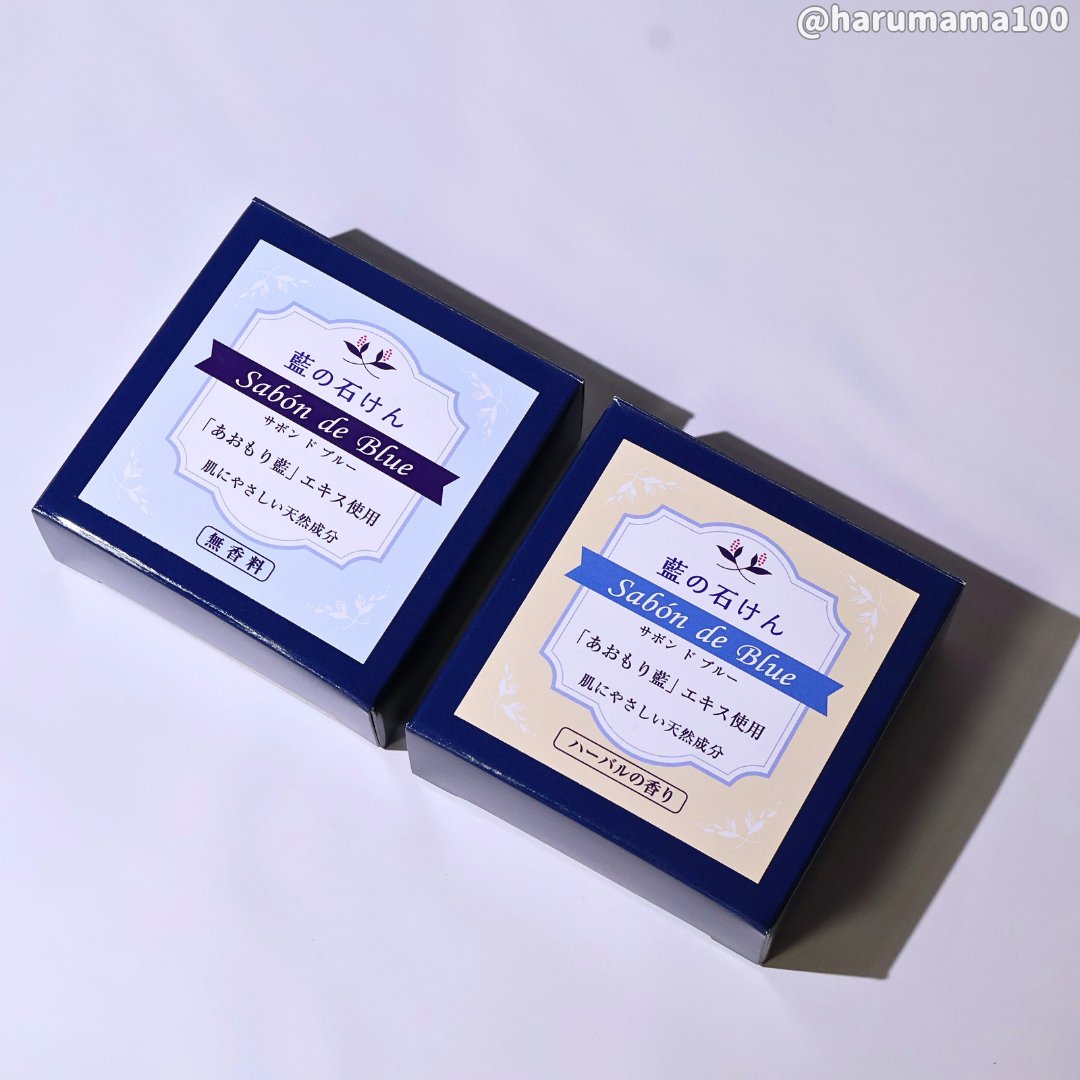 @harumama100
藍の石けん
Sabón de Blue
サボン ド ブルー
「あおもり藍」エキス使用
肌にやさしい天然成分
無香料
藍の石けん
Sabón de Blue
サボン ド ブルー
「あおもり藍」エキス使用
肌にやさしい天然成分
ハーバルの香り